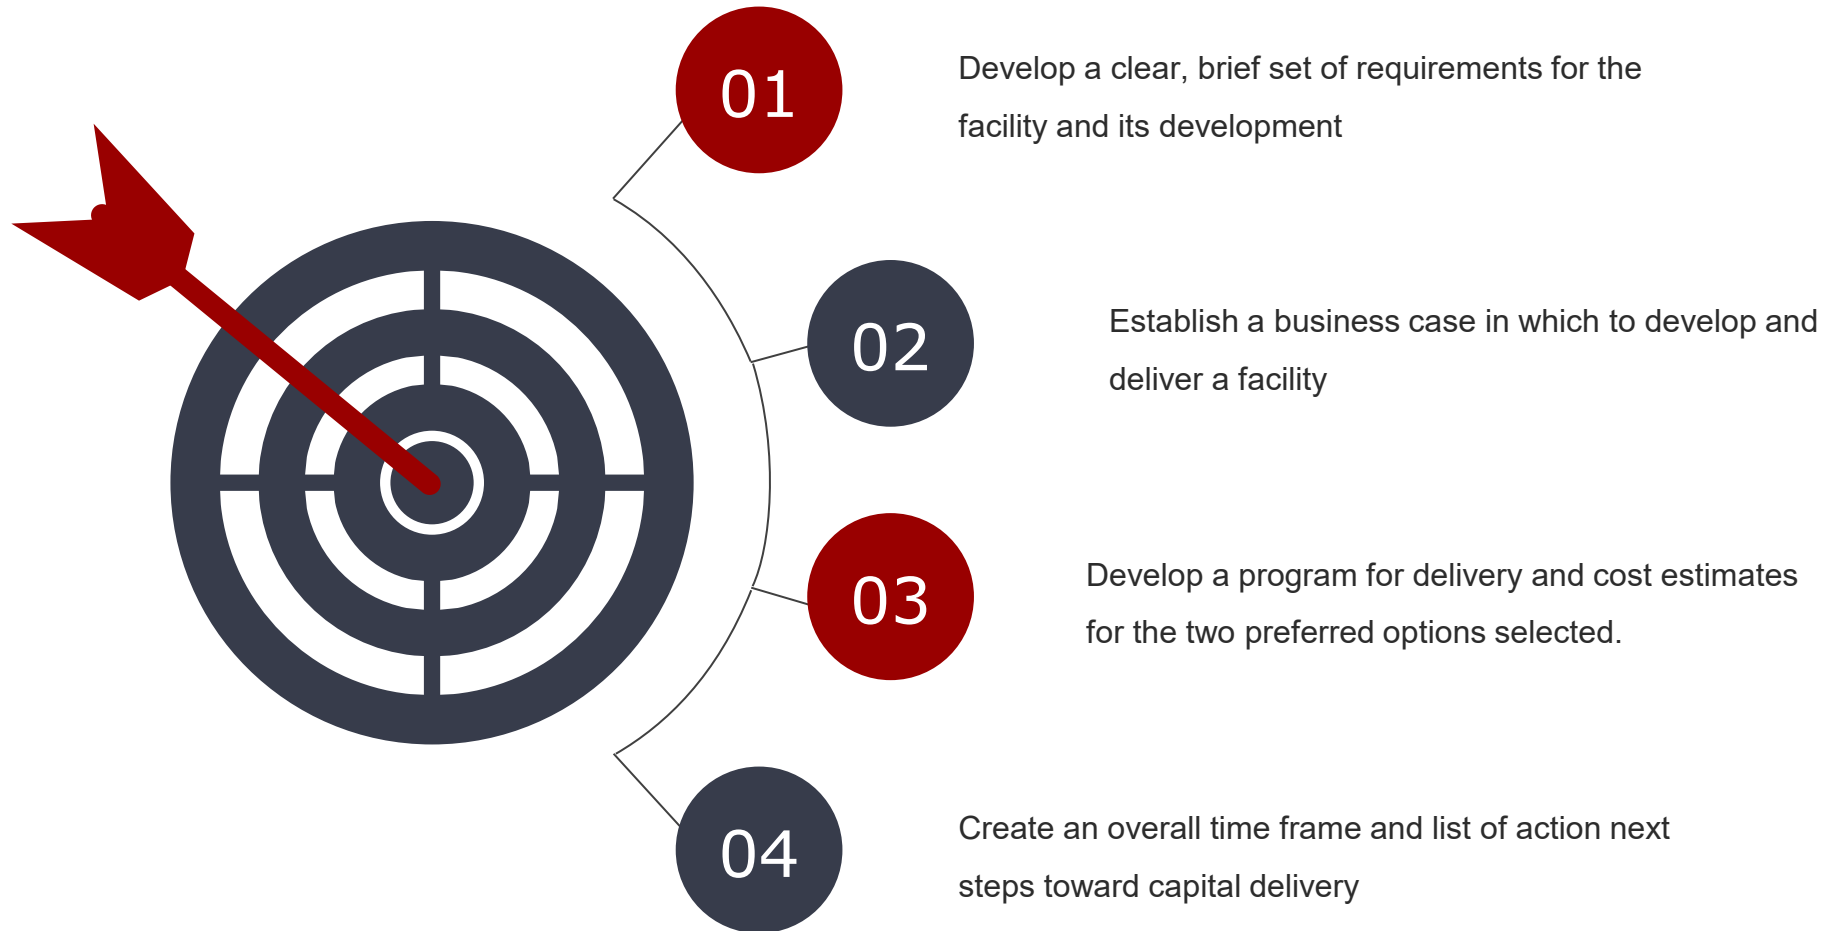 01
Develop a clear, brief set of requirements for the
facility and its development
02
Establish a business case in which to develop and
deliver a facility
03
Develop a program for delivery and cost estimates
for the two preferred options selected.
04
Create an overall time frame and list of action next
steps toward capital delivery